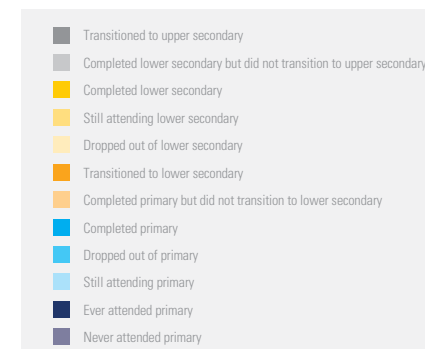 Transitioned to upper secondary
Completed lower secondary but did not transition to upper secondary
Completed lower secondary
Still attending lower secondary
Dropped out of lower secondary
Transitioned to lower secondary
Completed primary but did not transition to lower secondary
Completed primary
Dropped out of primary
Still attending primary
Ever attended primary
Never attended primary